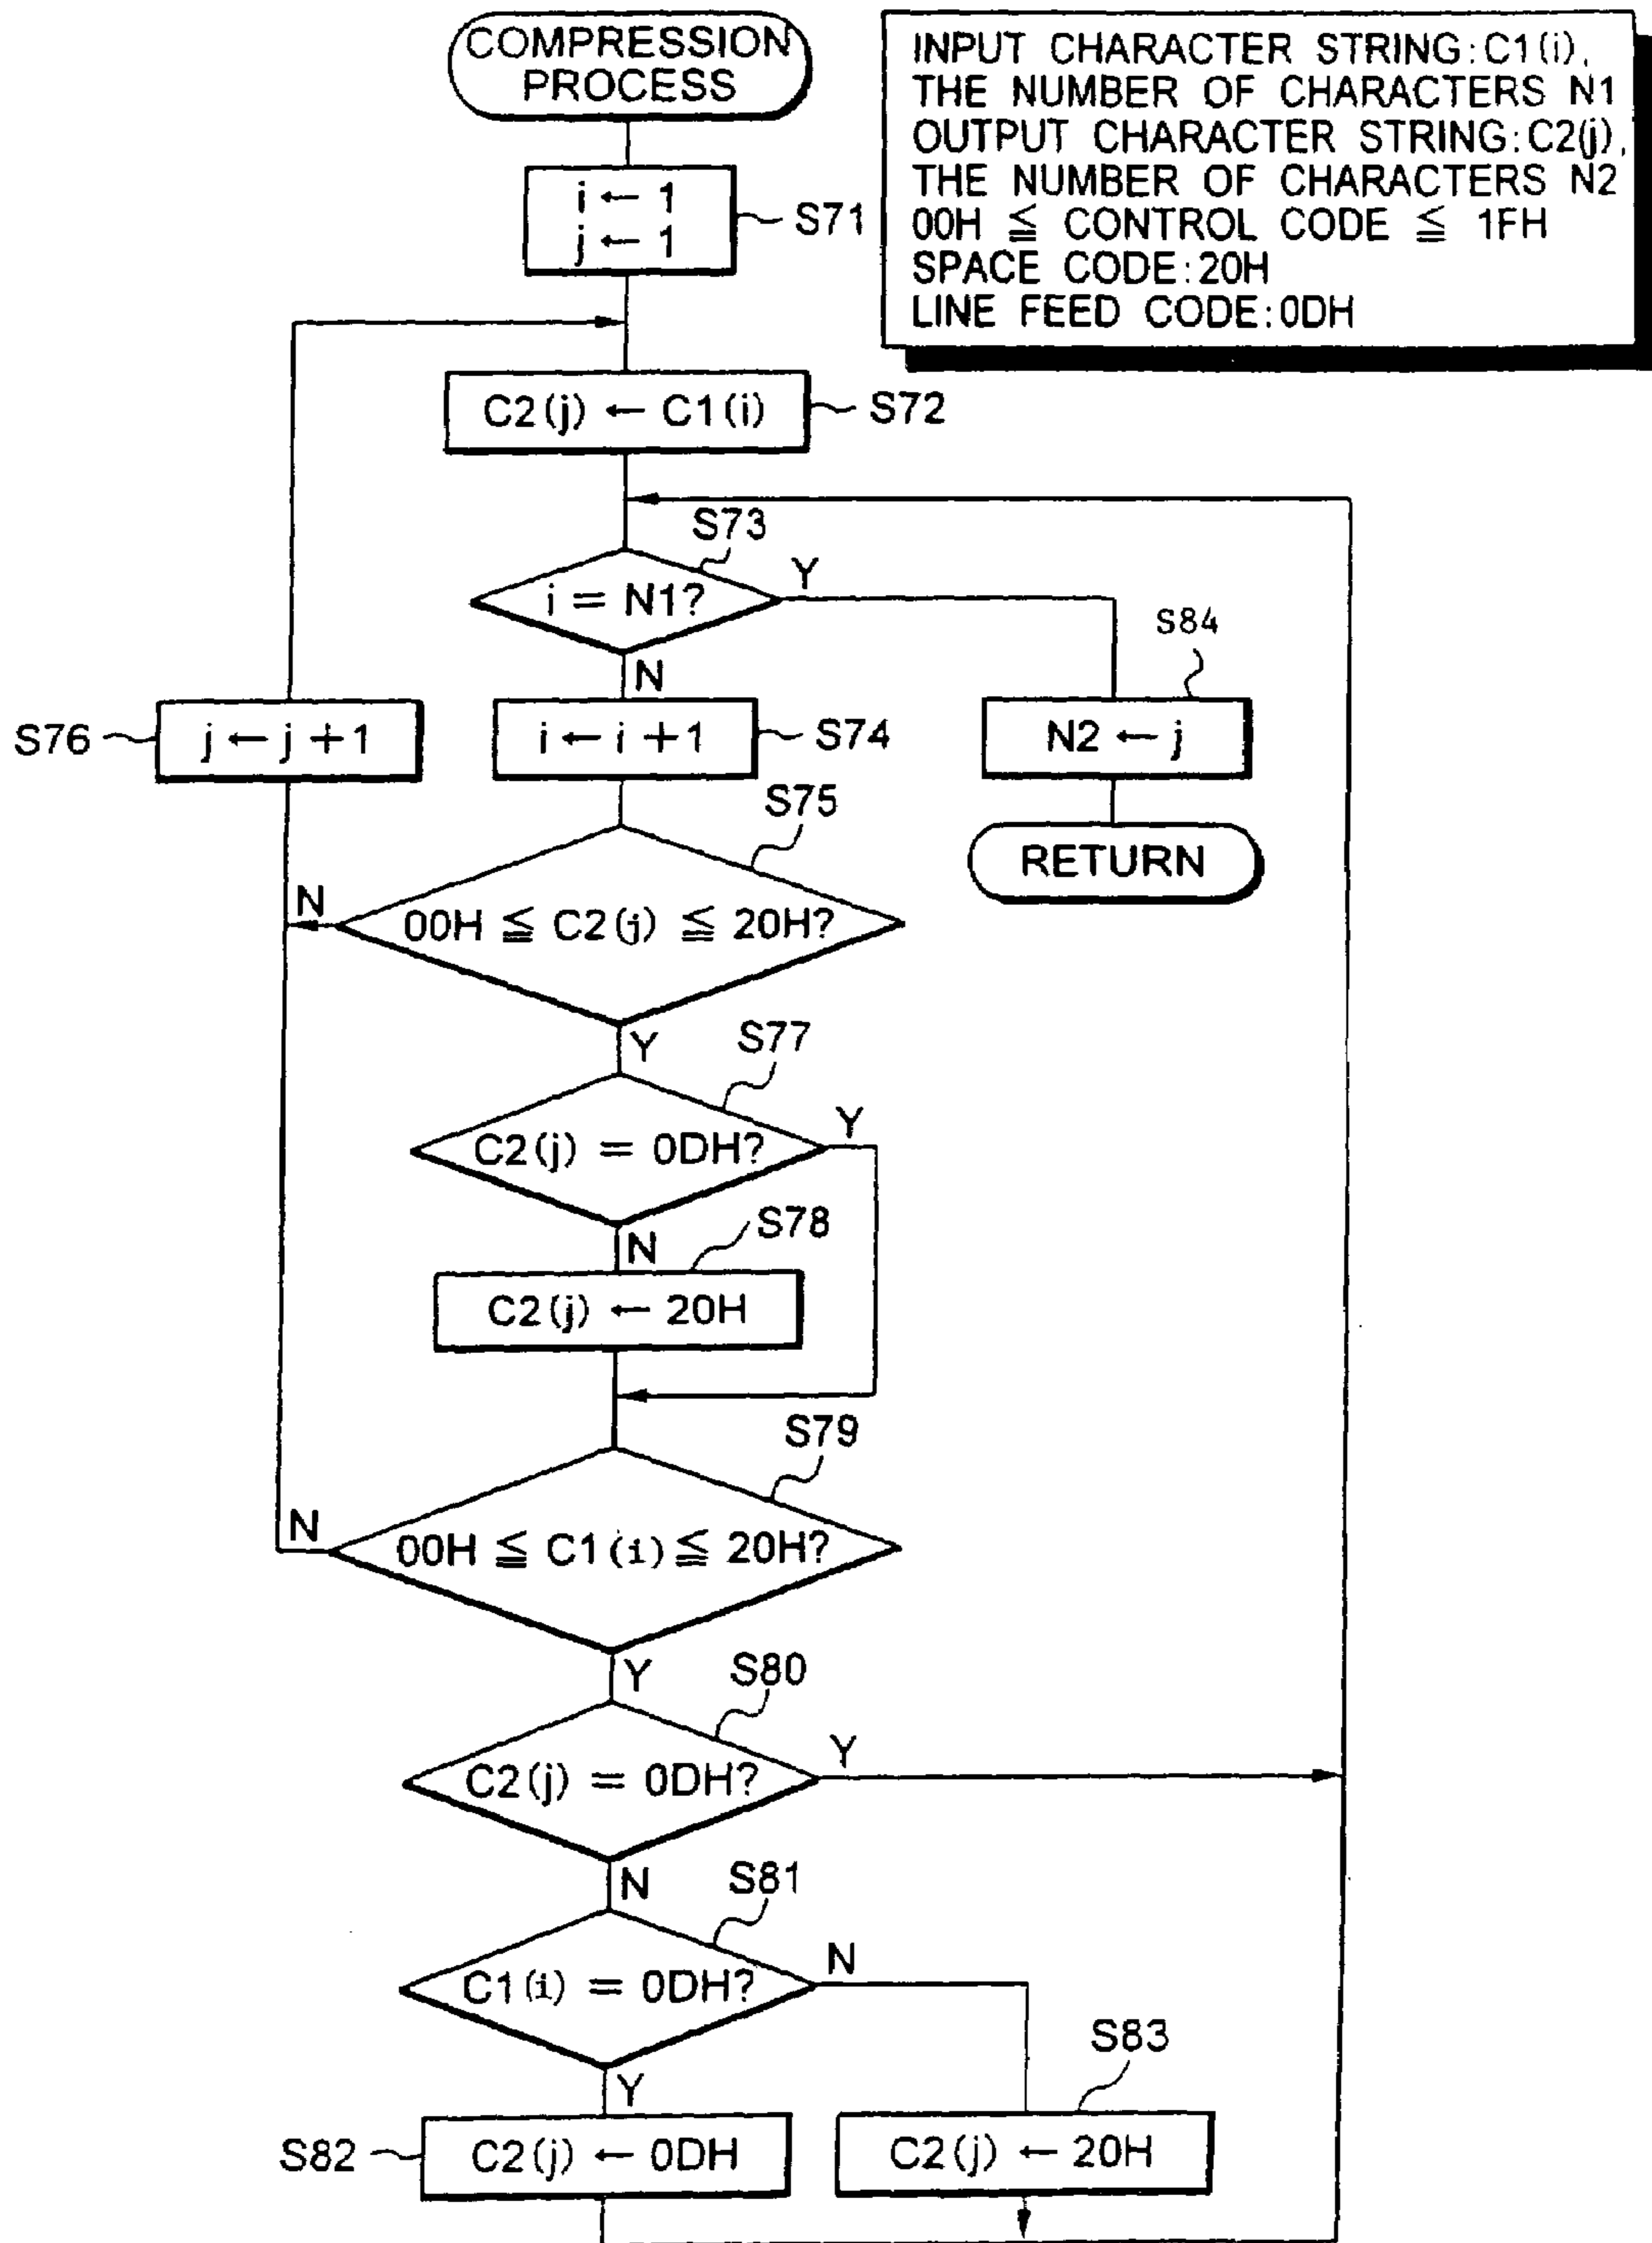 COMPRESSION
PROCESS
INPUT CHARACTER STRING:C1(i),
THE NUMBER OF CHARACTERS N1
OUTPUT CHARACTER STRING:C2(j),
THE NUMBER OF CHARACTERS N2
00H ≦ CONTROL CODE ≦ 1FH
SPACE CODE:20H
LINE FEED CODE:0DH
i ← 1
j ← 1
S71
C2(j) ← C1(i)
S72
S73
i = N1?
Y
N
S84
S76
j ← j +1
i ← i +1
S74
N2 ← j
S75
RETURN
N
00H ≦ C2(j) ≦ 20H?
Y
S77
C2(j) = 0DH?
Y
N
S78
C2(j) ← 20H
S79
N
00H ≦ C1(i) ≦ 20H?
Y
S80
C2(j) = 0DH?
Y
N
S81
C1(i) = 0DH?
N
Y
S83
S82
C2(j) ← 0DH
C2(j) ← 20H